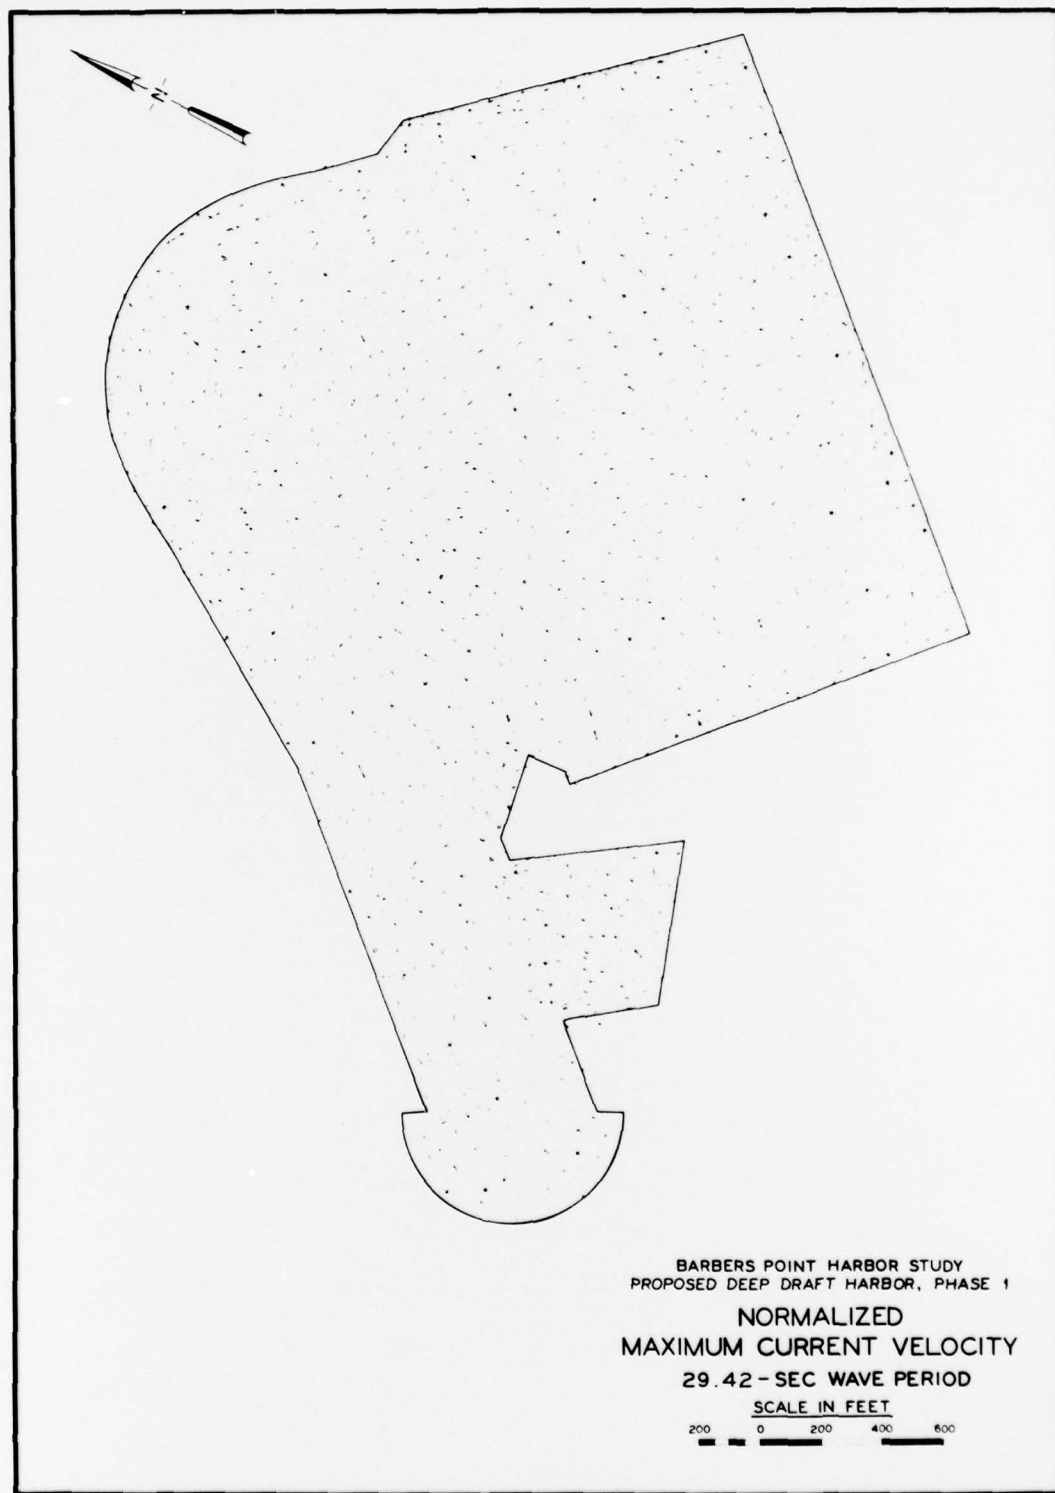 N
BARBERS POINT HARBOR STUDY
PROPOSED DEEP DRAFT HARBOR, PHASE 1
NORMALIZED
MAXIMUM CURRENT VELOCITY
29.42-SEC WAVE PERIOD
SCALE IN FEET
200 0 200 400 600